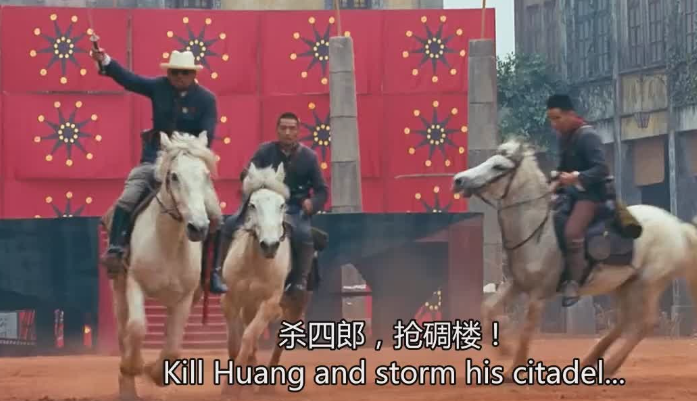 杀四郎，抢碉楼！
Kill Huang and storm his citadel...